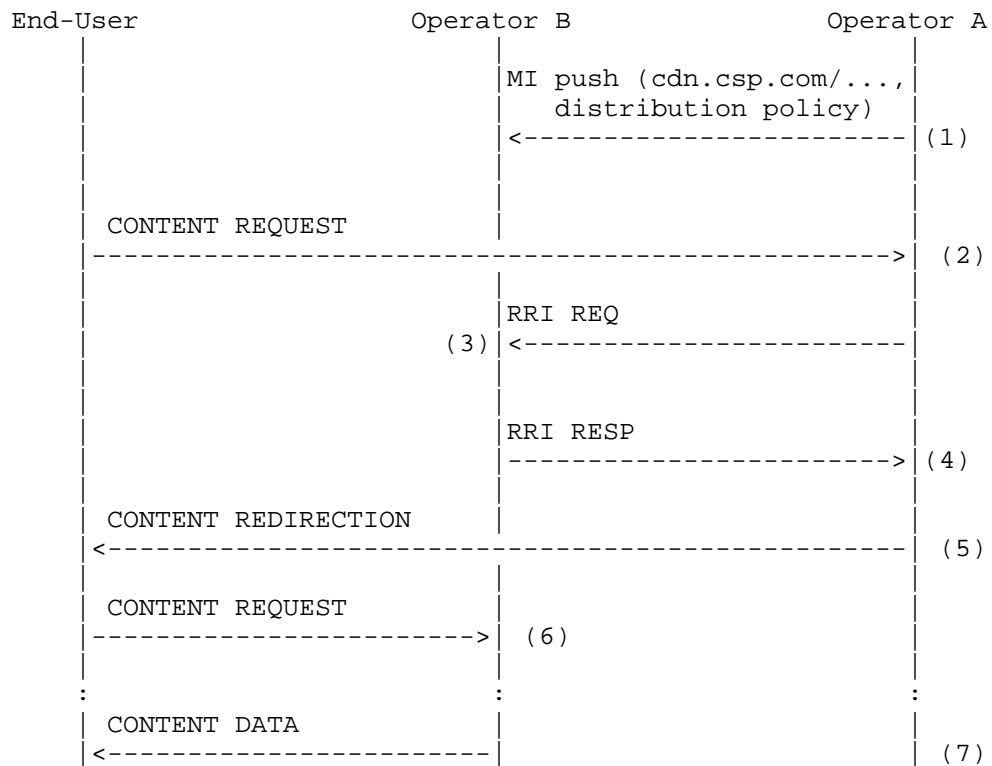 End-User Operator B Operator A
MI push (cdn.csp.com/...,
distribution policy)
(1)
CONTENT REQUEST
(2)
RRI REQ
(3)
RRI RESP
(4)
CONTENT REDIRECTION
(5)
CONTENT REQUEST
(6)
: : :
CONTENT DATA
(7)